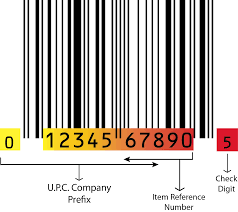 0 12345 67890 5
U.P.C. Company
Prefix
Item Reference
Number
Check
Digit